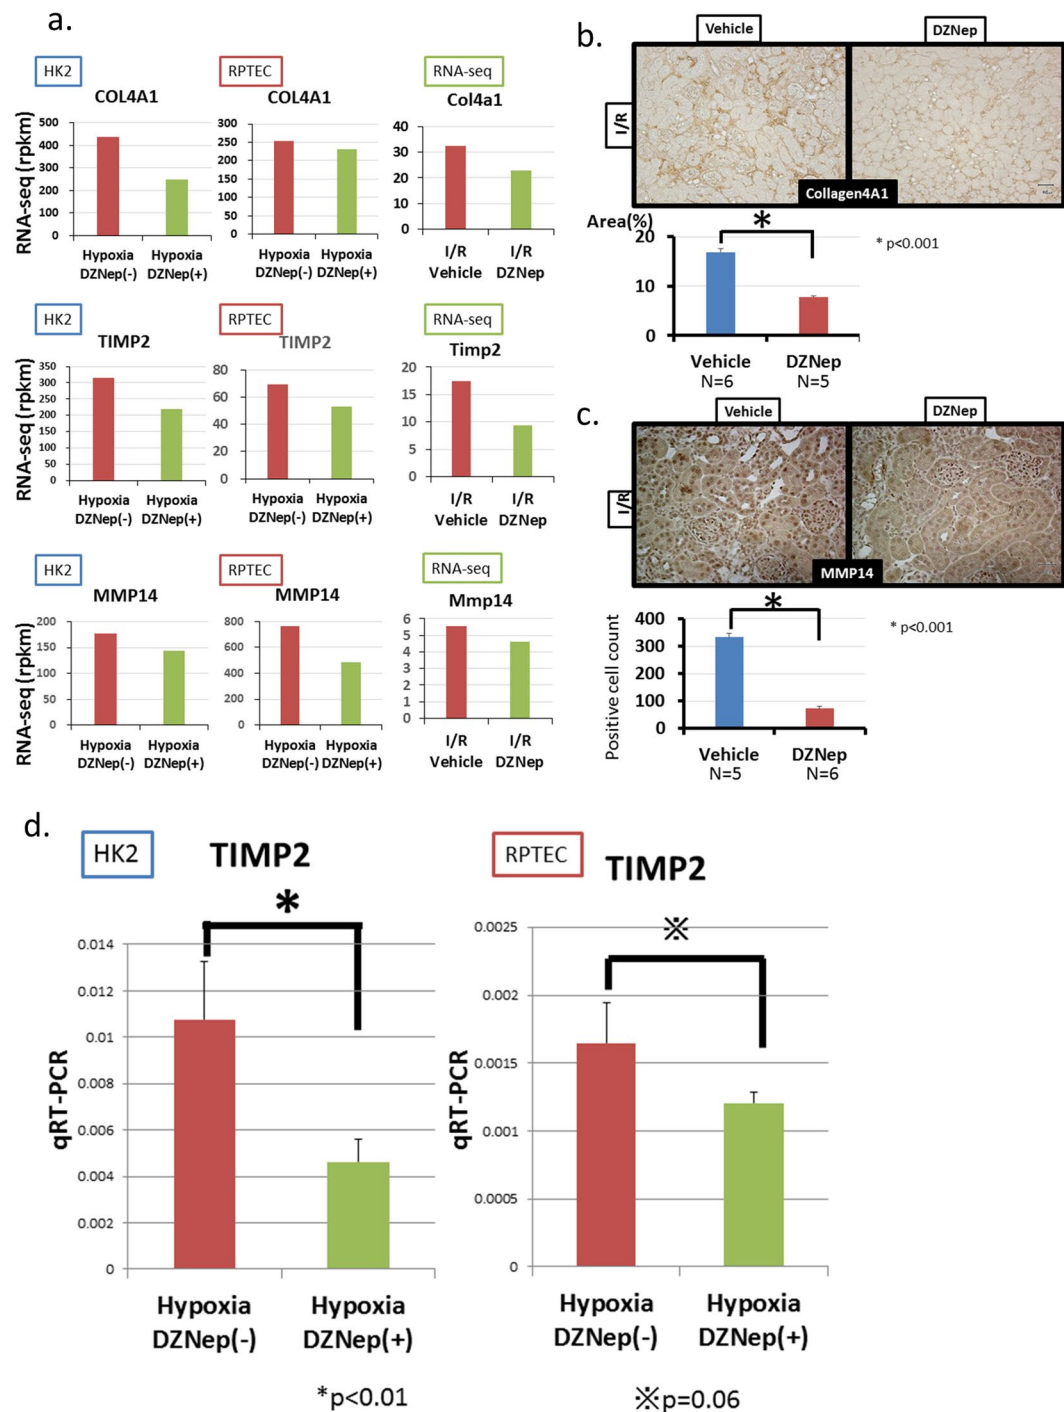 a.
HK2
COL4A1
RNA-seq (rpkm)
500
400
300
200
100
0
Hypoxia Hypoxia
DZNep(-) DZNep(+)
RPTEC
COL4A1
300
250
200
150
100
50
0
Hypoxia Hypoxia
DZNep(-) DZNep(+)
RNA-seq
Col4a1
40
30
20
10
0
I/R I/R
Vehicle DZNep
HK2
TIMP2
RNA-seq (rpkm)
350
300
250
200
150
100
50
0
Hypoxia Hypoxia
DZNep(-) DZNep(+)
RPTEC
TIMP2
80
60
40
20
0
Hypoxia Hypoxia
DZNep(-) DZNep(+)
RNA-seq
Timp2
20
15
10
5
0
I/R I/R
Vehicle DZNep
HK2
MMP14
RNA-seq (rpkm)
200
150
100
50
0
Hypoxia Hypoxia
DZNep(-) DZNep(+)
RPTEC
MMP14
800
600
400
200
0
Hypoxia Hypoxia
DZNep(-) DZNep(+)
RNA-seq
Mmp14
6
5
4
3
2
1
0
I/R I/R
Vehicle DZNep
b.
Vehicle DZNep
I/R
Collagen4A1
Area(%)
20
10
0
*
* p<0.001
Vehicle DZNep
N=6 N=5
c.
Vehicle DZNep
I/R
MMP14
Positive cell count
400
300
200
100
0
*
* p<0.001
Vehicle DZNep
N=5 N=6
d.
HK2
TIMP2
*
qRT-PCR
0.014
0.012
0.01
0.008
0.006
0.004
0.002
0
Hypoxia Hypoxia
DZNep(-) DZNep(+)
*p<0.01
RPTEC
TIMP2
※
qRT-PCR
0.0025
0.002
0.0015
0.001
0.0005
0
Hypoxia Hypoxia
DZNep(-) DZNep(+)
※p=0.06